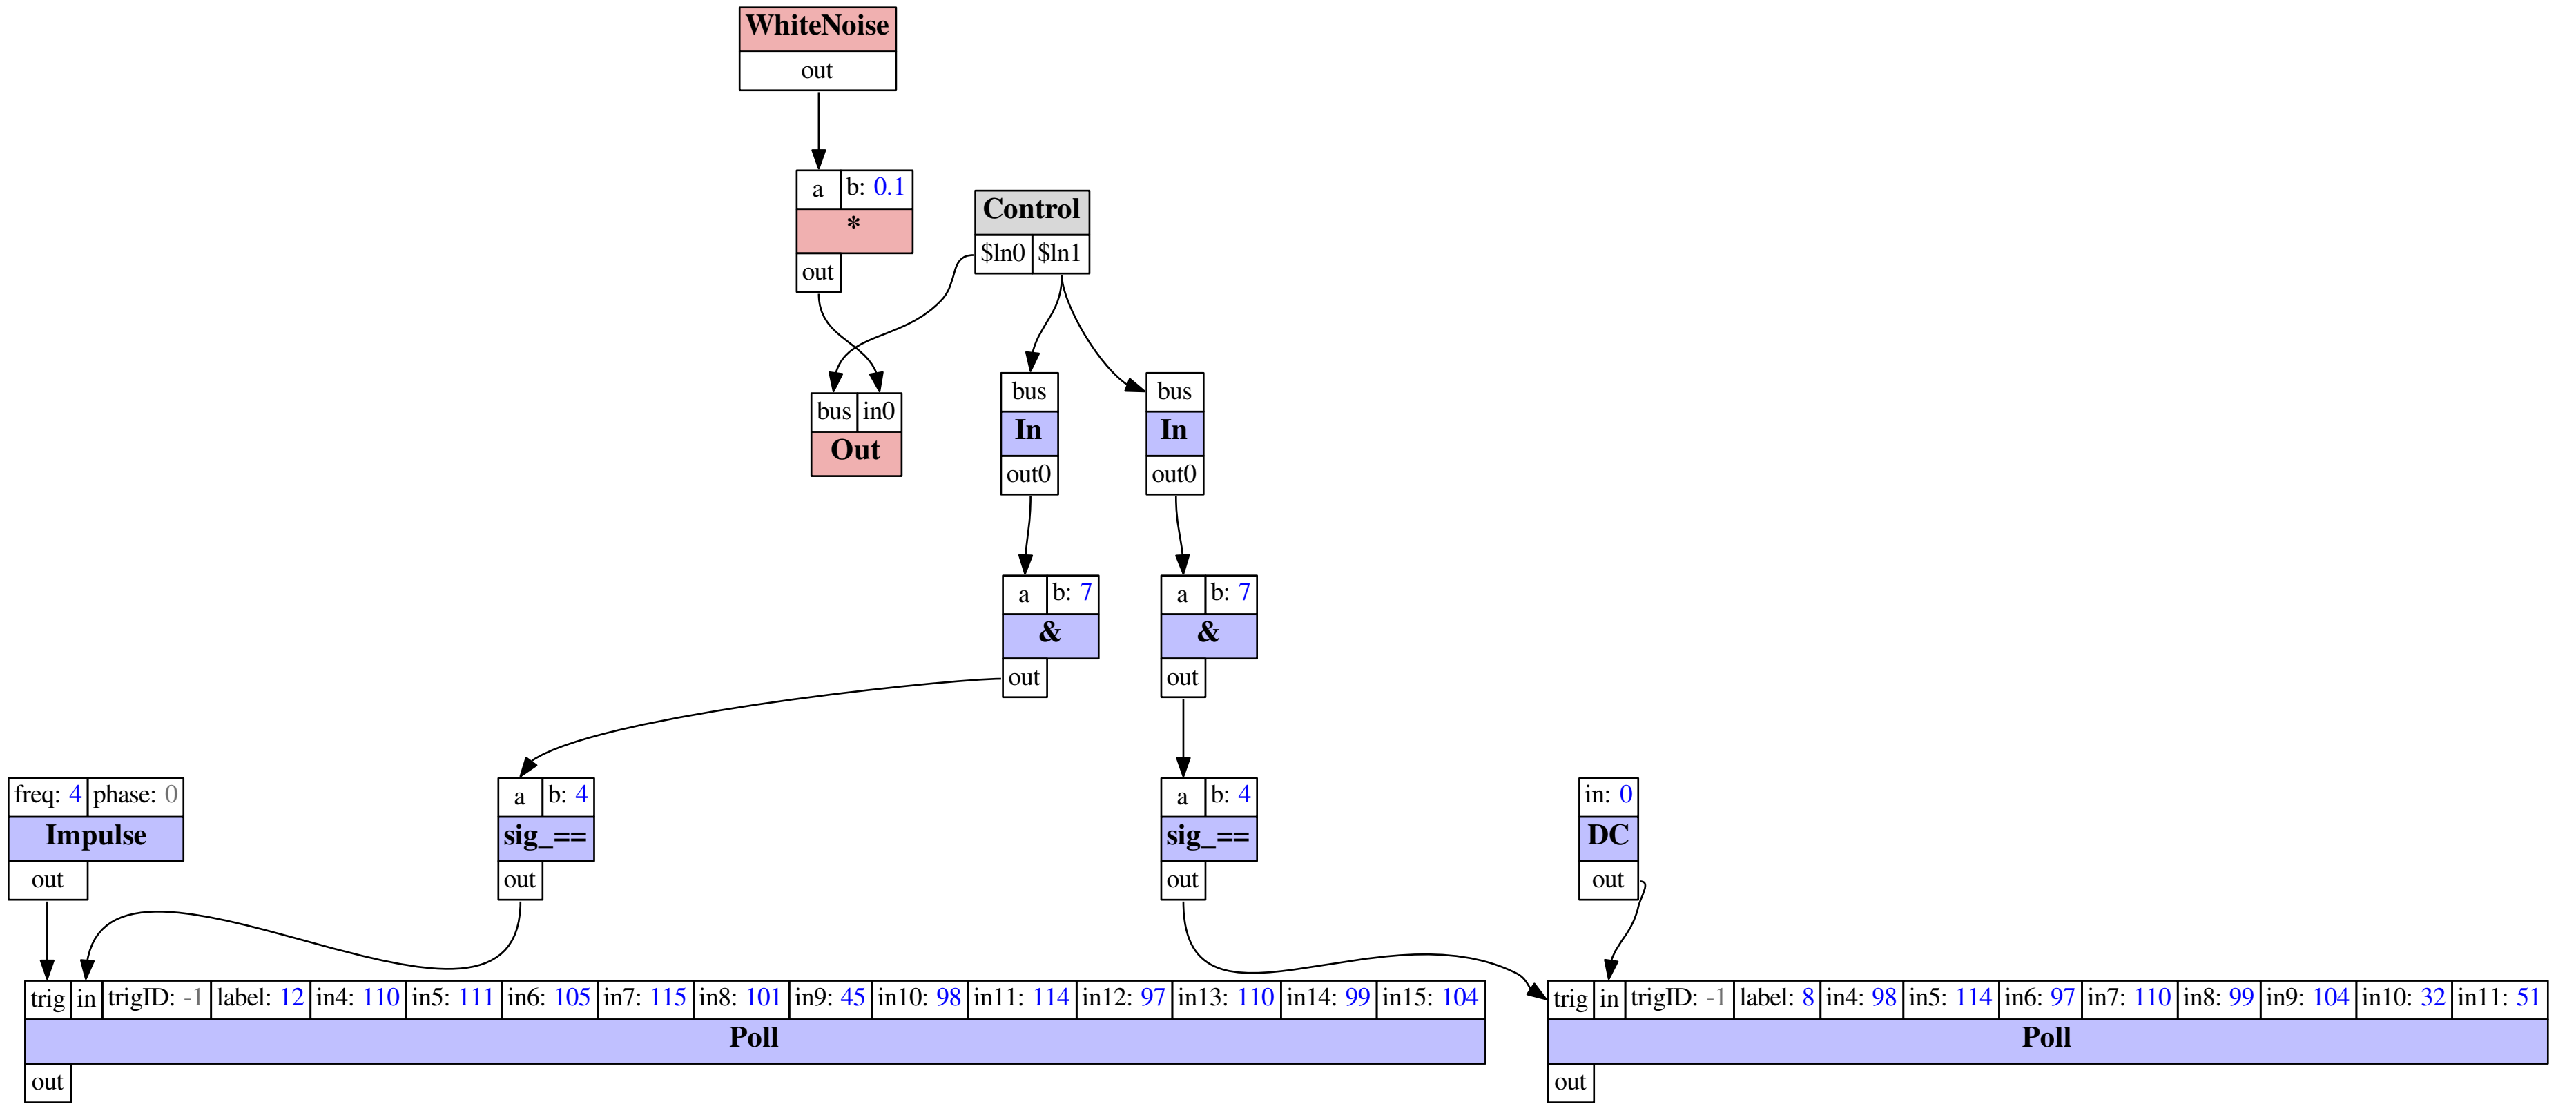 WhiteNoise
out
a b: 0.1
*
out
Control
$ln0 $ln1
bus in0
Out
bus
In
out0
bus
In
out0
a b: 7
&
out
a b: 7
&
out
freq: 4 phase: 0
Impulse
out
a b: 4
sig_==
out
a b: 4
sig_==
out
in: 0
DC
out
trig in trigID: -1 label: 12 in4: 110 in5: 111 in6: 105 in7: 115 in8: 101 in9: 45 in10: 98 in11: 114 in12: 97 in13: 110 in14: 99 in15: 104
Poll
out
trig in trigID: -1 label: 8 in4: 98 in5: 114 in6: 97 in7: 110 in8: 99 in9: 104 in10: 32 in11: 51
Poll
out